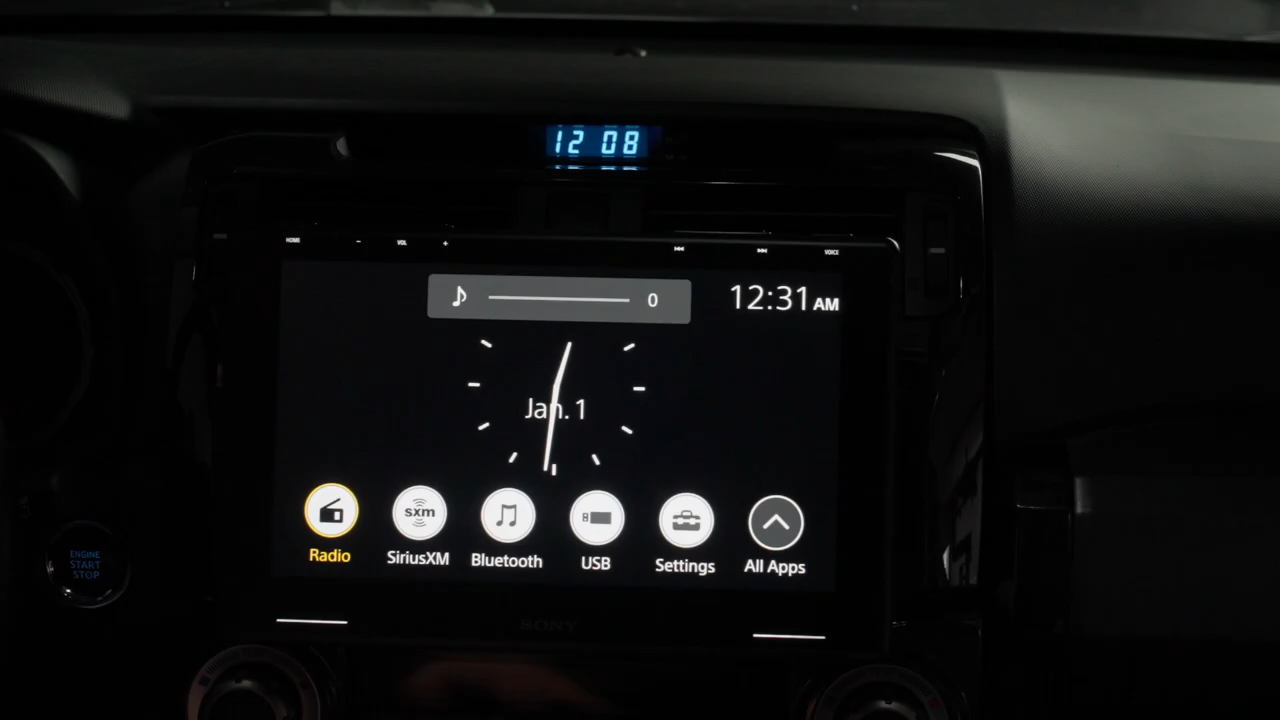 12 08
HOME - VOL + VOICE
0
12:31 AM
Jan. 1
sxm
Radio SiriusXM Bluetooth USB Settings All Apps
ENGINE
START
STOP
SONY